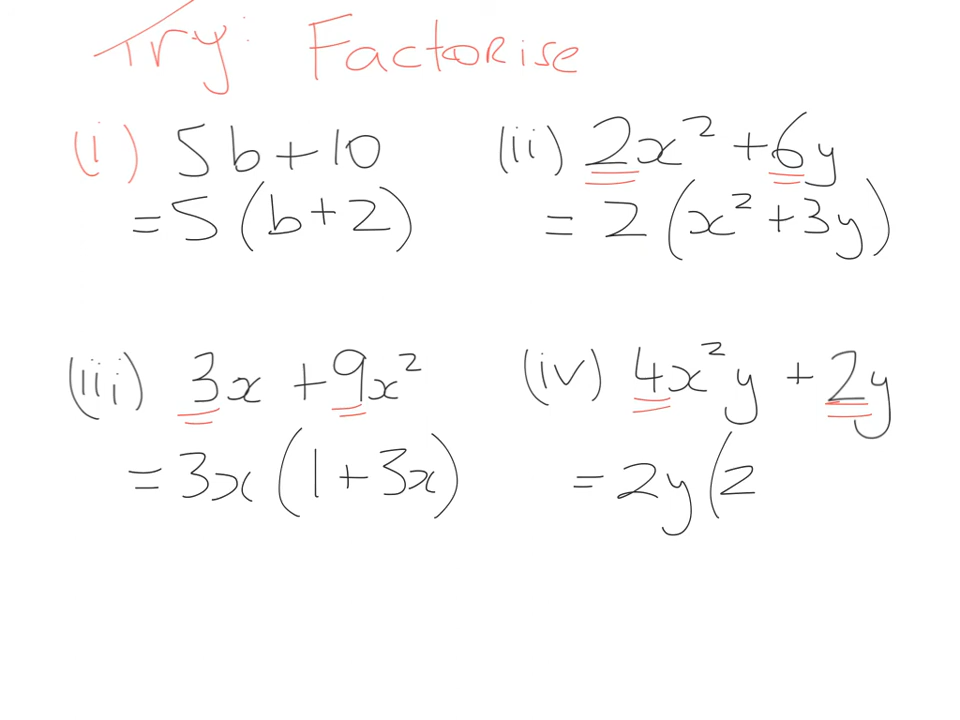 Try: Factorise
(i) 5b+10
=5(b+2)
(ii) 2x² +6y
= 2(x²+3y)
(iii) 3x +9x²
=3x(1+3x)
(iv) 4x²y + 2y
=2y(2